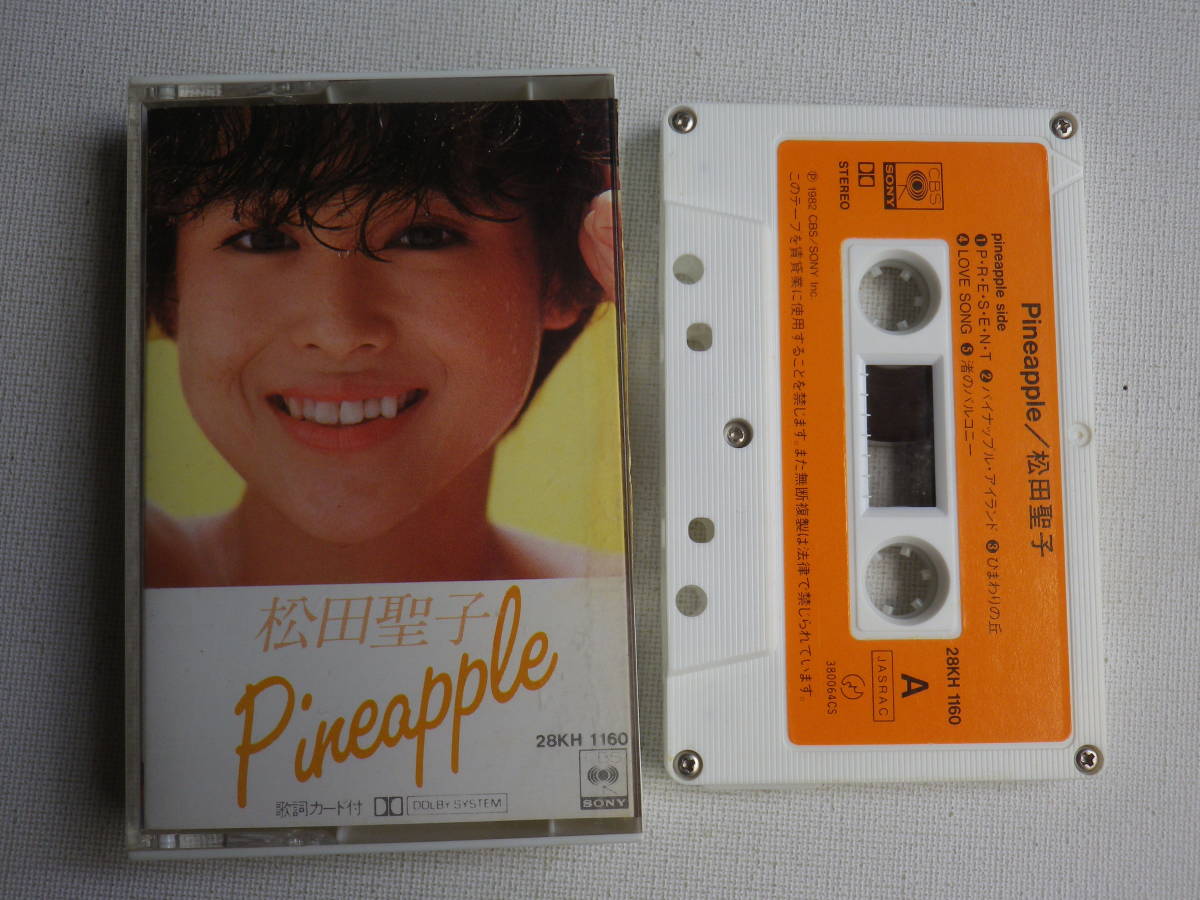 松田聖子
Pineapple
28KH 1160
歌詞カード付 DOLBY SYSTEM
CBS
SONY
Pineapple／松田聖子
pineapple side
❶P・R・E・S・E・N・T ❷パイナップル・アイランド ❸ひまわりの丘
❹LOVE SONG ❺渚のバルコニー
CBS
SONY
STEREO
℗ 1982 CBS/SONY Inc.
このテープを賃貸業に使用することを禁じます。また無断複製は法律で禁じられています。
28KH 1160
A
JASRAC
380064CS